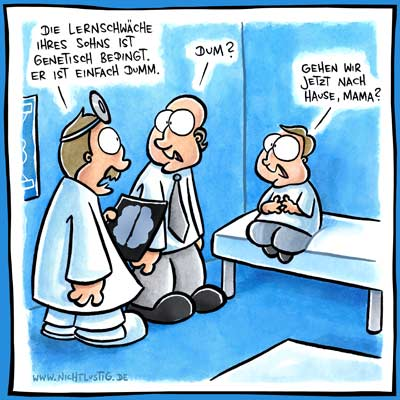 DIE LERNSCHWÄCHE
IHRES SOHNS IST
GENETISCH BEDINGT.
ER IST EINFACH DUMM.
DUM?
GEHEN WIR
JETZT NACH
HAUSE, MAMA?
WWW.NICHTLUSTIG.DE